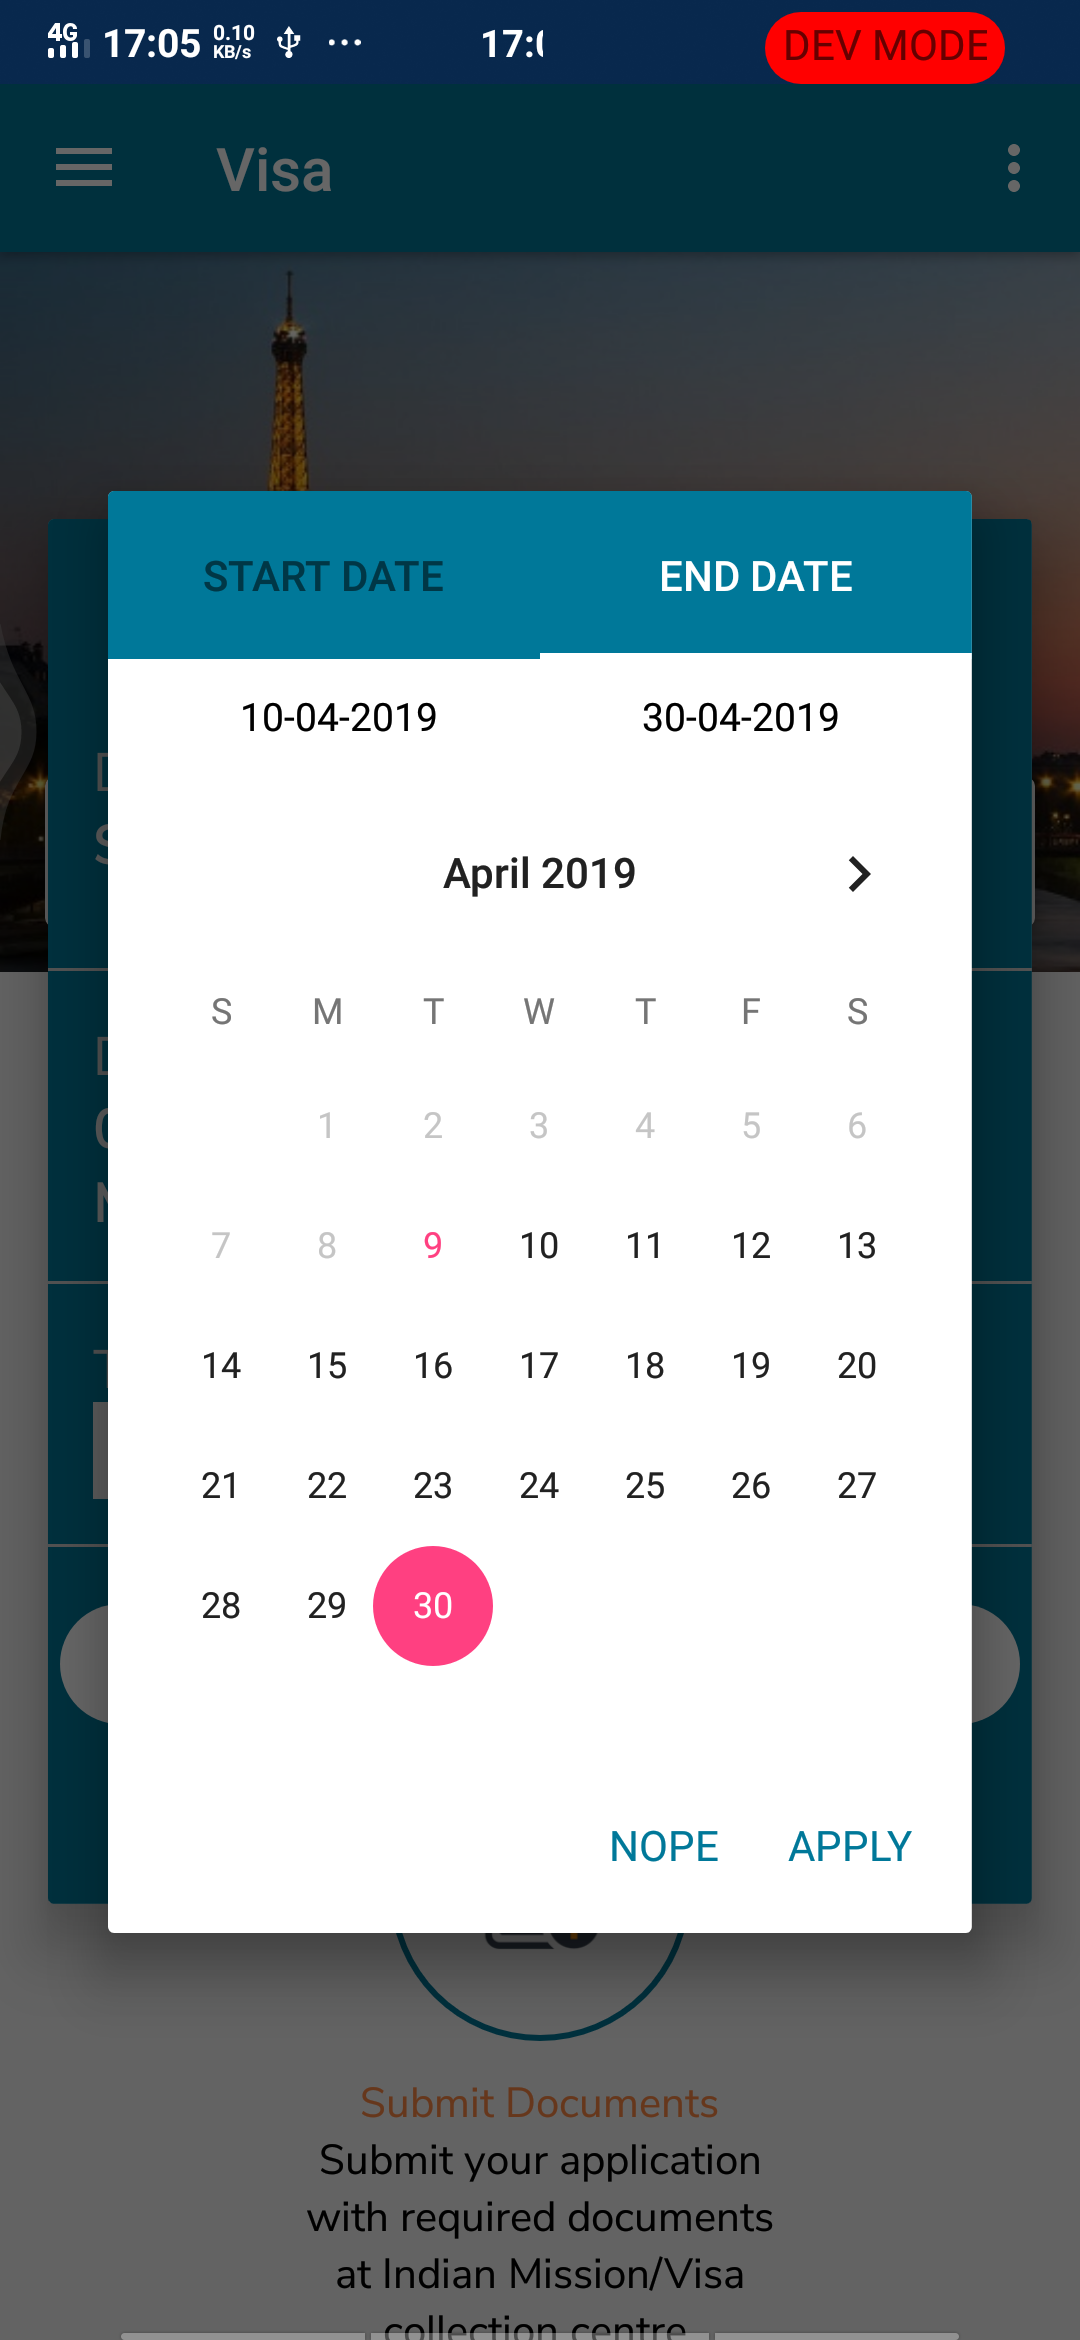 4G 17:05 0.10 KB/s 17:0
DEV MODE
Visa
START DATE END DATE
10-04-2019 30-04-2019
April 2019
S M T W T F S
1 2 3 4 5 6
7 8 9 10 11 12 13
14 15 16 17 18 19 20
21 22 23 24 25 26 27
28 29 30
NOPE APPLY
Submit Documents
Submit your application
with required documents
at Indian Mission/Visa
collection centre